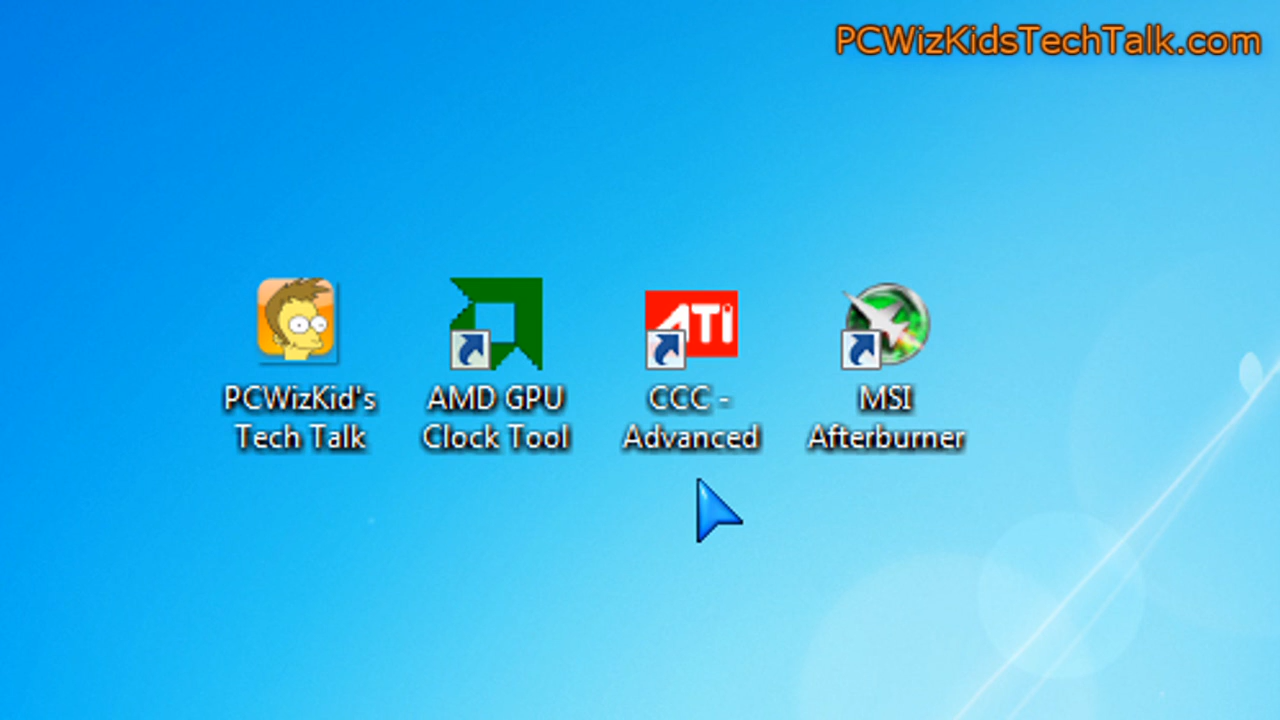 PCWizKidsTechTalk.com
ATi
PCWizKid's
Tech Talk
AMD GPU
Clock Tool
CCC -
Advanced
MSI
Afterburner